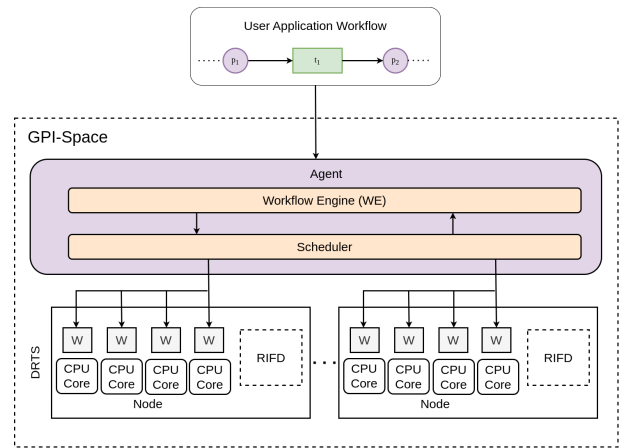 User Application Workflow
p1 t1 p2
GPI-Space
Agent
Workflow Engine (WE)
Scheduler
DRTS
W W W W
RIFD
CPU Core CPU Core CPU Core CPU Core
Node
...
W W W W
RIFD
CPU Core CPU Core CPU Core CPU Core
Node